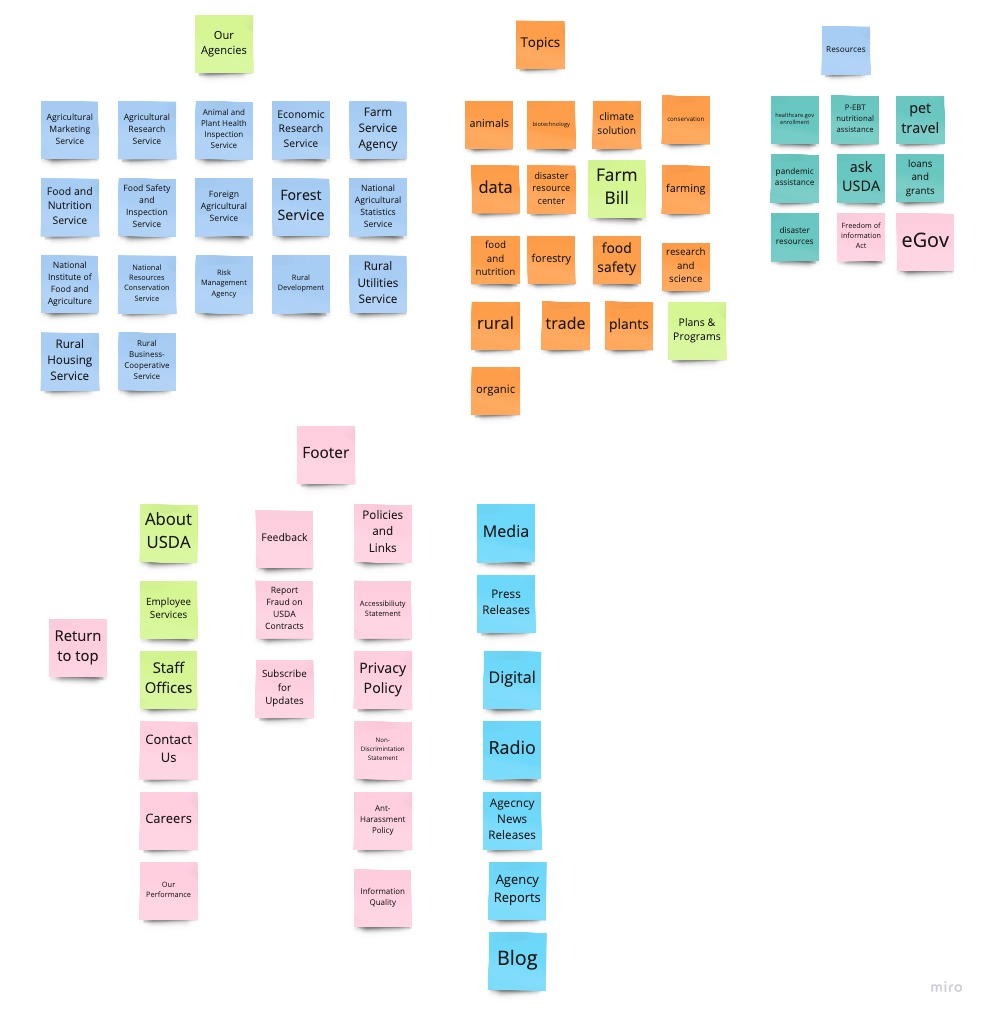 Our
Agencies
Topics
Resources
Agricultural
Marketing
Service
Agricultural
Research
Service
Animal and
Plant Health
Inspection
Service
Economic
Research
Service
Farm
Service
Agency
Food and
Nutrition
Service
Food Safety
and
Inspection
Service
Foreign
Agricultural
Service
Forest
Service
National
Agricultural
Statistics
Service
National
Institute of
Food and
Agriculture
National
Resources
Conservation
Service
Risk
Management
Agency
Rural
Development
Rural
Utilities
Service
Rural
Housing
Service
Rural
Business-
Cooperative
Service
animals
biotechnology
climate
solution
conservation
data
disaster
resource
center
Farm
Bill
farming
food
and
nutrition
forestry
food
safety
research
and
science
rural
trade
plants
Plans &
Programs
organic
healthcare.gov
enrollment
P-EBT
nutritional
assistance
pet
travel
pandemic
assistance
ask
USDA
loans
and
grants
disaster
resources
Freedom of
information
Act
eGov
Footer
Return
to top
About
USDA
Employee
Services
Staff
Offices
Contact
Us
Careers
Our
Performance
Feedback
Report
Fraud on
USDA
Contracts
Subscribe
for
Updates
Policies
and
Links
Accessibiliuty
Statement
Privacy
Policy
Non-
Discrimintation
Statement
Ant-
Harassment
Policy
Information
Quality
Media
Press
Releases
Digital
Radio
Agecncy
News
Releases
Agency
Reports
Blog
miro